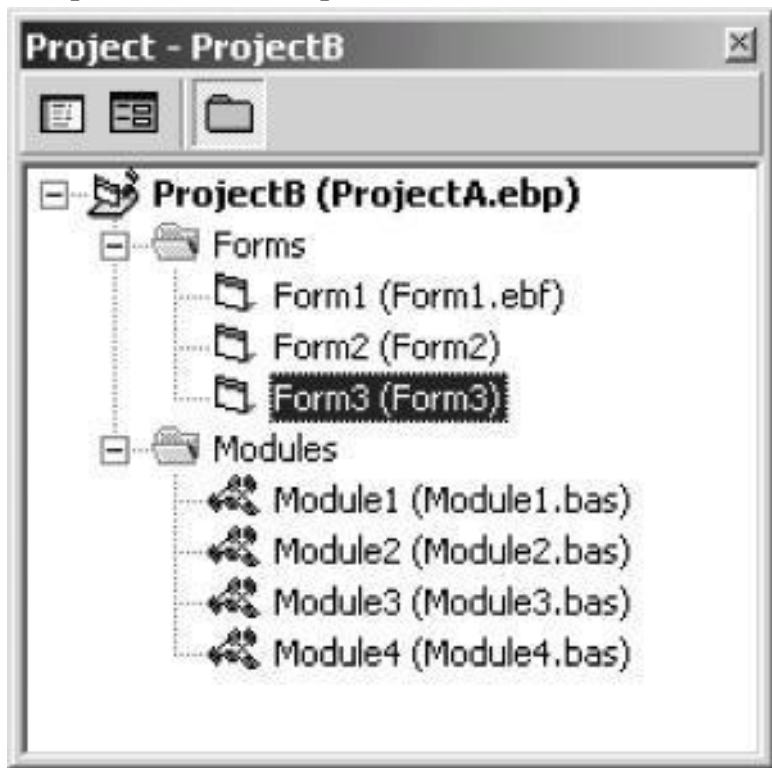 Project - ProjectB
ProjectB (ProjectA.ebp)
Forms
Form1 (Form1.ebf)
Form2 (Form2)
Form3 (Form3)
Modules
Module1 (Module1.bas)
Module2 (Module2.bas)
Module3 (Module3.bas)
Module4 (Module4.bas)